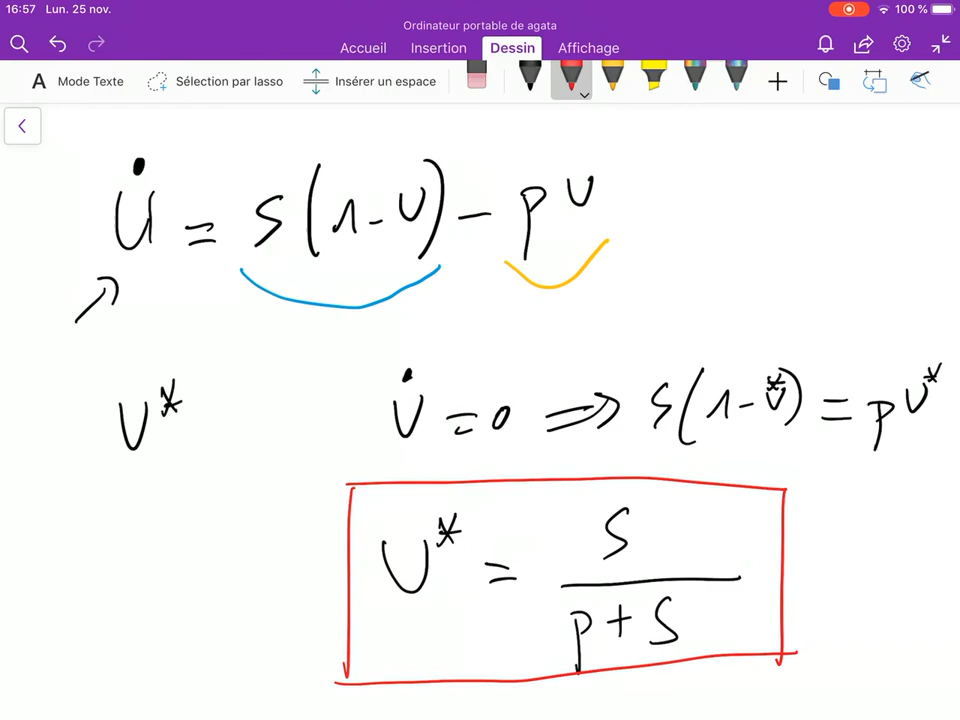 16:57 Lun. 25 nov. 100 %
Ordinateur portable de agata
Accueil Insertion Dessin Affichage
A Mode Texte Sélection par lasso Insérer un espace
U̇ = s(1-U) - pU
U* U̇ = 0 ⟹ s(1-U*) = pU*
U* = s / (p + s)